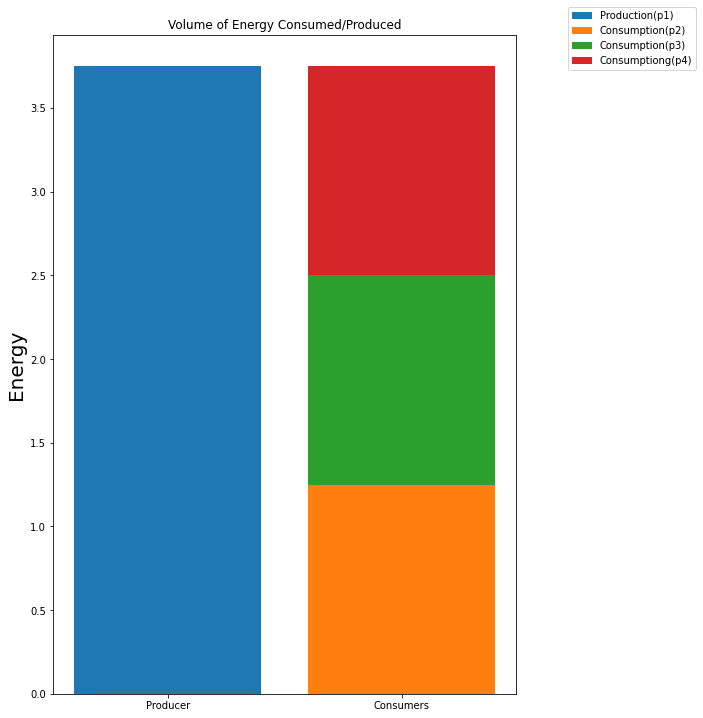 Volume of Energy Consumed/Produced
Production(p1)
Consumption(p2)
Consumption(p3)
Consumptiong(p4)
Energy
3.5
3.0
2.5
2.0
1.5
1.0
0.5
0.0
Producer
Consumers